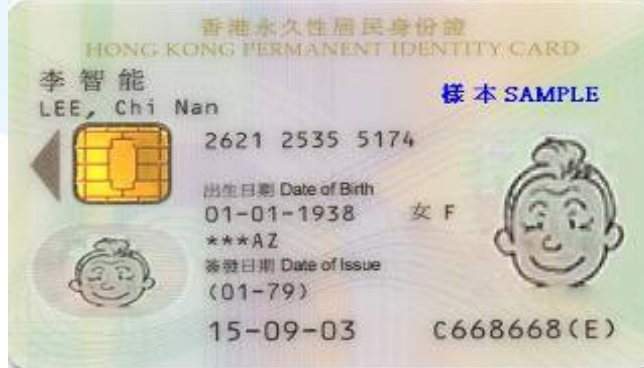 香港永久性居民身份證
HONG KONG PERMANENT IDENTITY CARD
李智能
LEE, Chi Nan
樣本 SAMPLE
2621 2535 5174
出生日期 Date of Birth
01-01-1938 女 F
***AZ
簽發日期 Date of Issue
(01-79)
15-09-03 C668668(E)